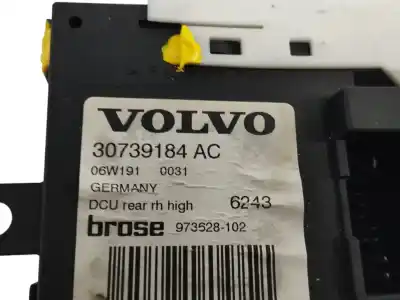 VOLVO
30739184 AC
06W191 0031
GERMANY
DCU rear rh high 6243
brose 973528-102